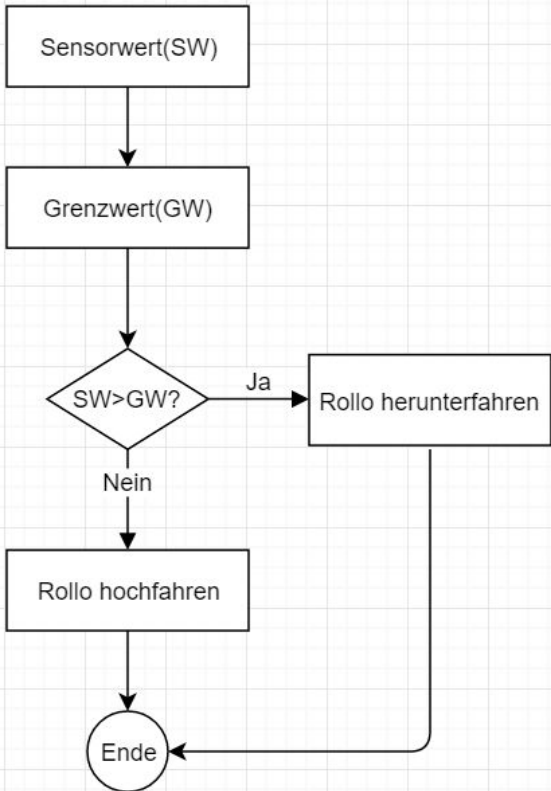 Sensorwert(SW)
Grenzwert(GW)
SW>GW?
Ja
Rollo herunterfahren
Nein
Rollo hochfahren
Ende